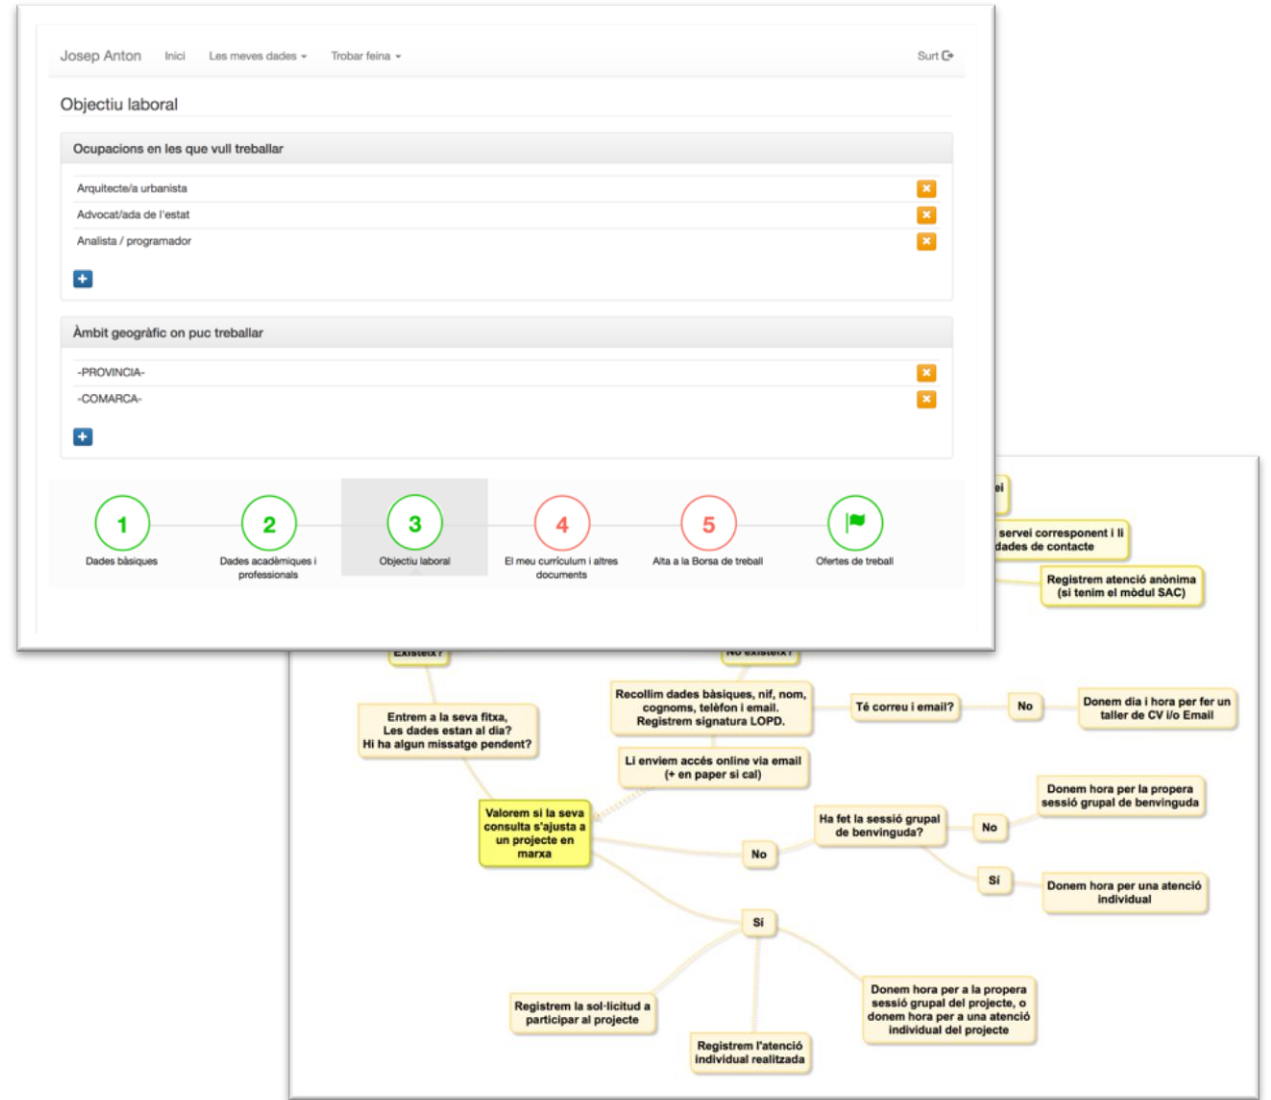 Josep Anton Inici Les meves dades Trobar feina Surt
Objectiu laboral
Ocupacions en les que vull treballar
Arquitecte/a urbanista
Advocat/ada de l'estat
Analista / programador
Àmbit geogràfic on puc treballar
-PROVINCIA-
-COMARCA-
1
Dades bàsiques
2
Dades acadèmiques i
professionals
3
Objectiu laboral
4
El meu currículum i altres
documents
5
Alta a la Borsa de treball
Ofertes de treball
ei
servei corresponent i li
dades de contacte
Registrem atenció anònima
(si tenim el mòdul SAC)
Existeix?
No existeix?
Entrem a la seva fitxa,
Les dades estan al dia?
Hi ha algun missatge pendent?
Recollim dades bàsiques, nif, nom,
cognoms, telèfon i email.
Registrem signatura LOPD.
Té correu i email?
No
Donem dia i hora per fer un
taller de CV i/o Email
Li enviem accés online via email
(+ en paper si cal)
Valorem si la seva
consulta s'ajusta a
un projecte en
marxa
No
Ha fet la sessió grupal
de benvinguda?
No
Donem hora per la propera
sessió grupal de benvinguda
Sí
Donem hora per una atenció
individual
Sí
Registrem la sol·licitud a
participar al projecte
Registrem l'atenció
individual realitzada
Donem hora per a la propera
sessió grupal del projecte, o
donem hora per a una atenció
individual del projecte